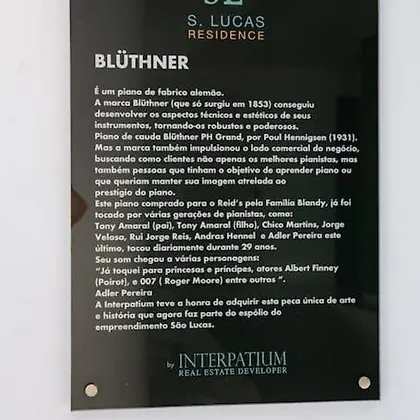 S. LUCAS
RESIDENCE
BLÜTHNER
É um piano de fabrico alemão.
A marca Blüthner (que só surgiu em 1853) conseguiu
desenvolver os aspectos técnicos e estéticos de seus
instrumentos, tornando-os robustos e poderosos.
Piano de cauda Blüthner PH Grand, por Poul Hennigsen (1931).
Mas a marca também impulsionou o lado comercial do negócio,
buscando como clientes não apenas os melhores pianistas, mas
também pessoas que tinham o objetivo de aprender piano ou
que queriam manter sua imagem atrelada ao
prestígio do piano.
Este piano comprado para o Reid's pela Família Blandy, já foi
tocado por várias gerações de pianistas, como:
Tony Amaral (pai), Tony Amaral (filho), Chico Martins, Jorge
Velosa, Rui Jorge Reis, Andras Hennel e Adler Pereira este
último, tocou diariamente durante 29 anos.
Seu som chegou a vários personagens:
“Já toquei para princesas e príncipes, atores Albert Finney
(Poirot), e 007 ( Roger Moore) entre outros “.
Adler Pereira
A Interpatium teve a honra de adquirir esta peca única de arte
e história que agora faz parte do espólio do
empreendimento São Lucas.
by INTERPATIUM
REAL ESTATE DEVELOPER